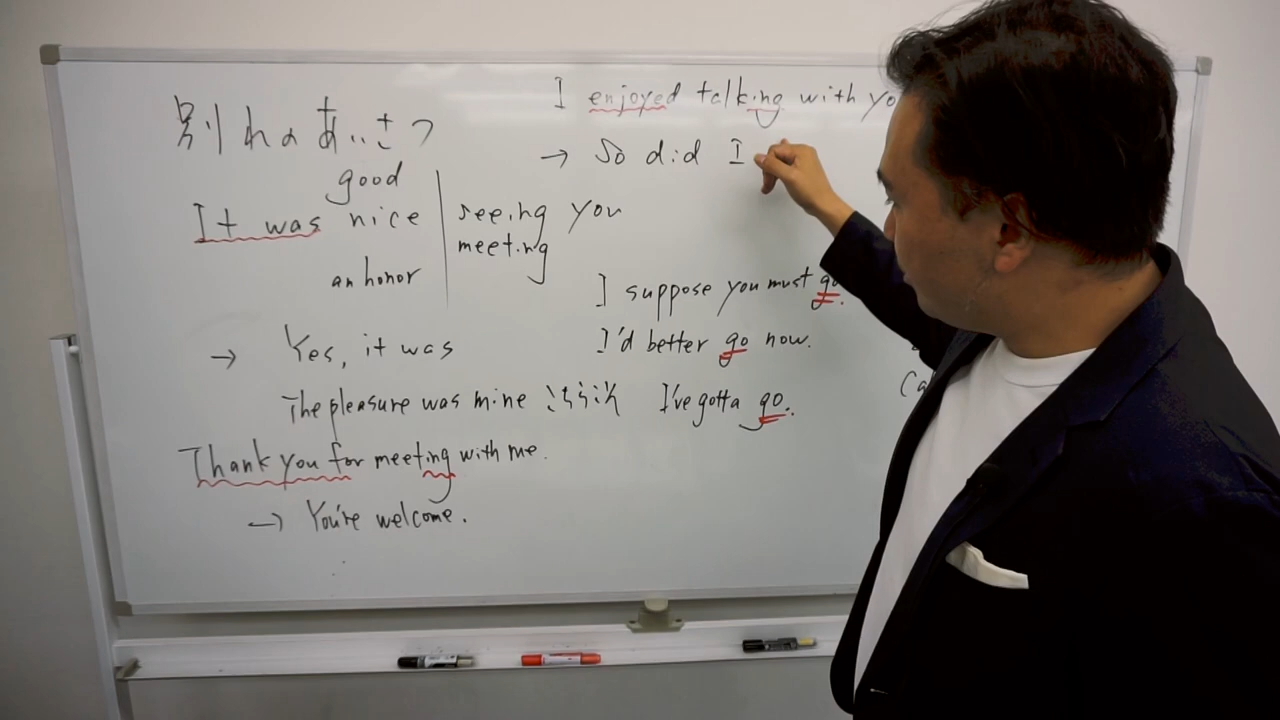 別れのあいさつ
good
It was nice seeing you
meeting
an honor
→ Yes, it was
The pleasure was mine こちらこそ
Thank you for meeting with me.
→ You're welcome.
I enjoyed talking with yo
→ So did I
I suppose you must go.
I'd better go now.
I've gotta go.